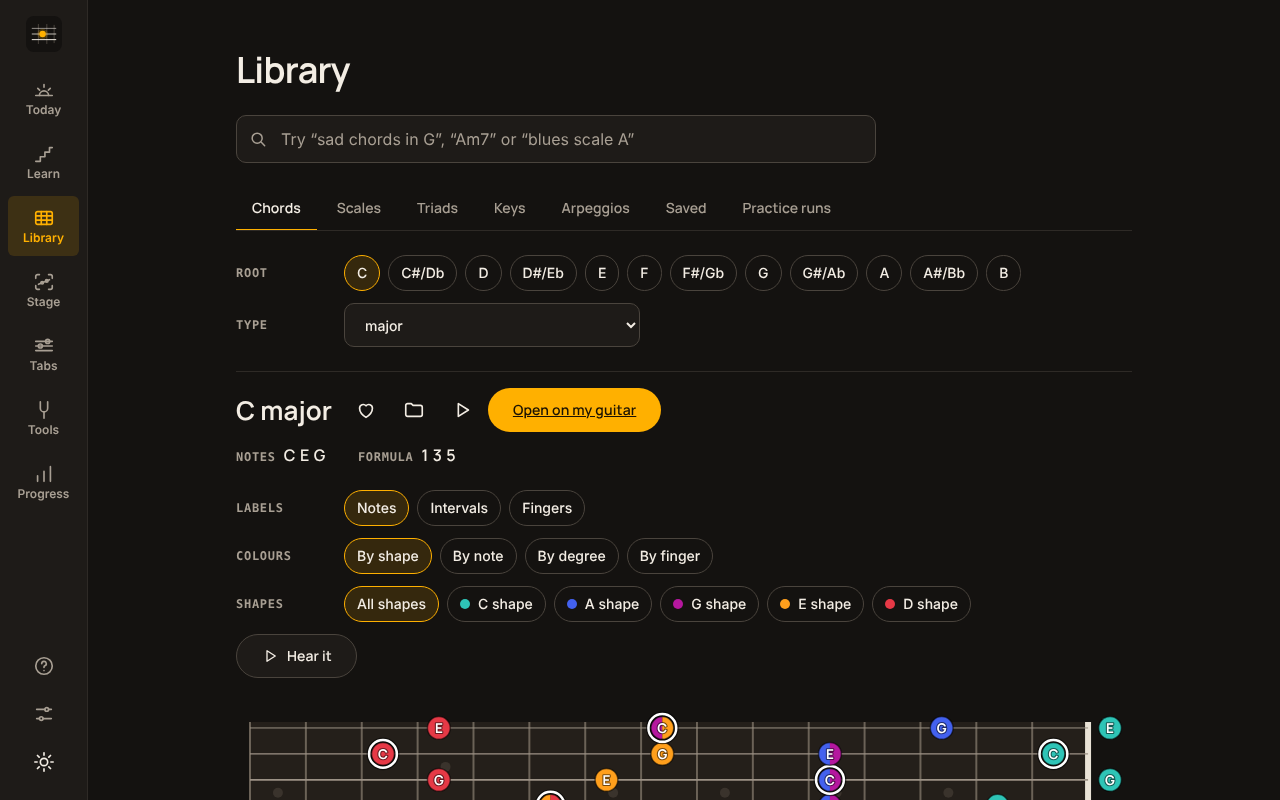 Library
Try “sad chords in G”, “Am7” or “blues scale A”
Today
Learn
Library
Stage
Tabs
Tools
Progress
Chords Scales Triads Keys Arpeggios Saved Practice runs
ROOT C C#/Db D D#/Eb E F F#/Gb G G#/Ab A A#/Bb B
TYPE major
C major Open on my guitar
NOTES C E G FORMULA 1 3 5
LABELS Notes Intervals Fingers
COLOURS By shape By note By degree By finger
SHAPES All shapes C shape A shape G shape E shape D shape
Hear it
E C G E
C G E C
G E C G